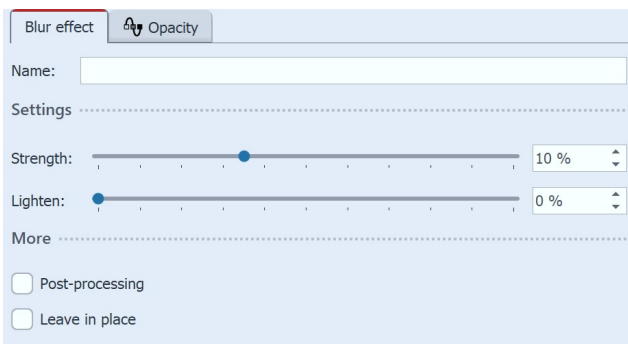 Blur effect Opacity
Name:
Settings
Strength: 10 %
Lighten: 0 %
More
Post-processing
Leave in place